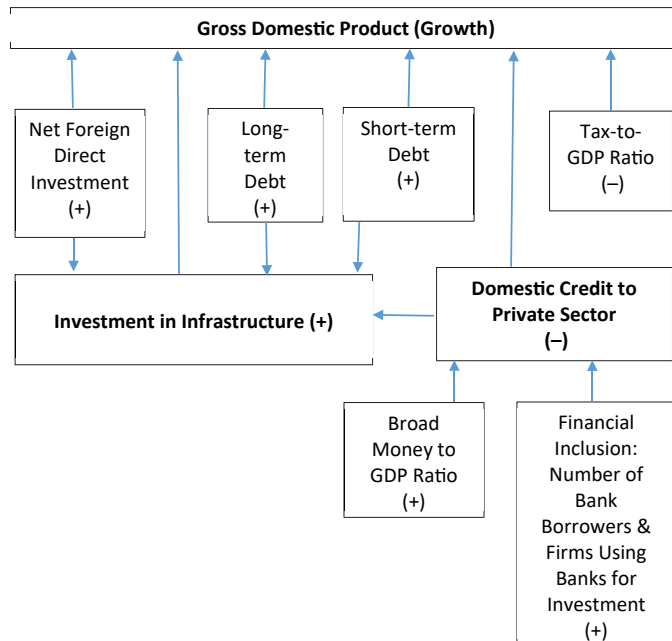 Gross Domestic Product (Growth)
Net Foreign
Direct
Investment
(+)
Long-
term
Debt
(+)
Short-term
Debt
(+)
Tax-to-
GDP Ratio
(–)
Investment in Infrastructure (+)
Domestic Credit to
Private Sector
(–)
Broad
Money to
GDP Ratio
(+)
Financial
Inclusion:
Number of
Bank
Borrowers &
Firms Using
Banks for
Investment
(+)